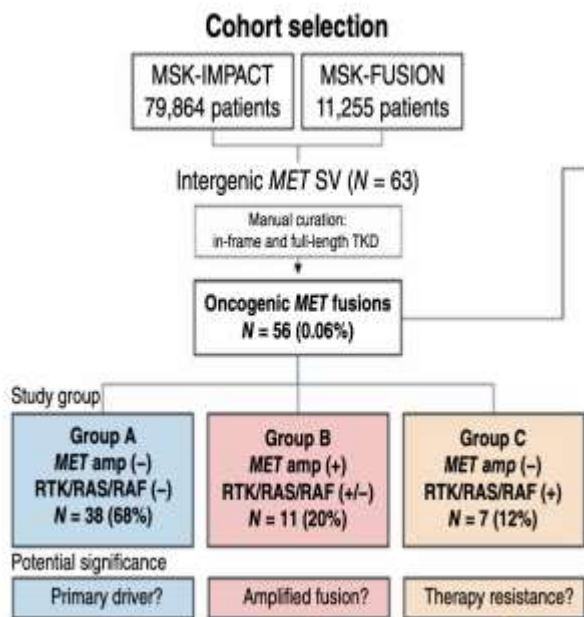 Cohort selection
MSK-IMPACT
79,864 patients
MSK-FUSION
11,255 patients
Intergenic MET SV (N = 63)
Manual curation:
in-frame and full-length TKD
Oncogenic MET fusions
N = 56 (0.06%)
Study group
Group A
MET amp (−)
RTK/RAS/RAF (−)
N = 38 (68%)
Group B
MET amp (+)
RTK/RAS/RAF (+/−)
N = 11 (20%)
Group C
MET amp (−)
RTK/RAS/RAF (+)
N = 7 (12%)
Potential significance
Primary driver?
Amplified fusion?
Therapy resistance?